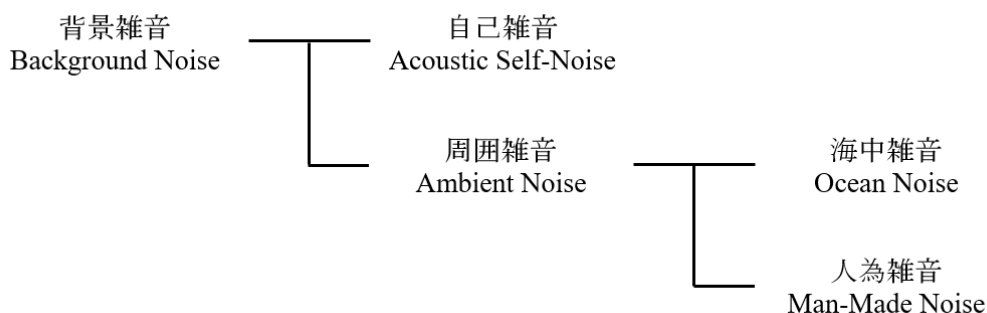 背景雑音
Background Noise
自己雑音
Acoustic Self-Noise
周囲雑音
Ambient Noise
海中雑音
Ocean Noise
人為雑音
Man-Made Noise